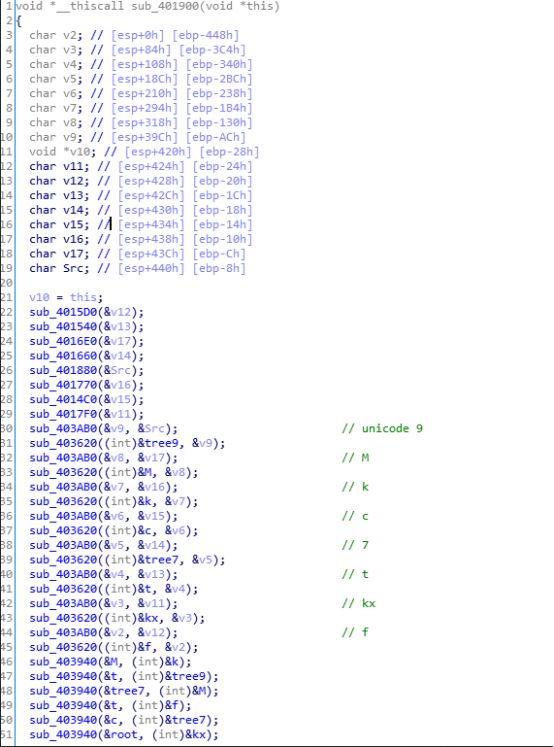 1 void *__thiscall sub_401900(void *this)
2 {
3 char v2; // [esp+0h] [ebp-448h]
4 char v3; // [esp+84h] [ebp-3C4h]
5 char v4; // [esp+108h] [ebp-340h]
6 char v5; // [esp+18Ch] [ebp-2BCh]
7 char v6; // [esp+210h] [ebp-238h]
8 char v7; // [esp+294h] [ebp-1B4h]
9 char v8; // [esp+318h] [ebp-130h]
10 char v9; // [esp+39Ch] [ebp-ACh]
11 void *v10; // [esp+420h] [ebp-28h]
12 char v11; // [esp+424h] [ebp-24h]
13 char v12; // [esp+428h] [ebp-20h]
14 char v13; // [esp+42Ch] [ebp-1Ch]
15 char v14; // [esp+430h] [ebp-18h]
16 char v15; // [esp+434h] [ebp-14h]
17 char v16; // [esp+438h] [ebp-10h]
18 char v17; // [esp+43Ch] [ebp-Ch]
19 char Src; // [esp+440h] [ebp-8h]
20
21 v10 = this;
22 sub_4015D0(&v12);
23 sub_401540(&v13);
24 sub_4016E0(&v17);
25 sub_401660(&v14);
26 sub_401880(&Src);
27 sub_401770(&v16);
28 sub_4014C0(&v15);
29 sub_4017F0(&v11);
30 sub_403AB0(&v9, &Src); // unicode 9
31 sub_403620((int)&tree9, &v9);
32 sub_403AB0(&v8, &v17); // M
33 sub_403620((int)&M, &v8);
34 sub_403AB0(&v7, &v16); // k
35 sub_403620((int)&k, &v7);
36 sub_403AB0(&v6, &v15); // c
37 sub_403620((int)&c, &v6);
38 sub_403AB0(&v5, &v14); // 7
39 sub_403620((int)&tree7, &v5);
40 sub_403AB0(&v4, &v13); // t
41 sub_403620((int)&t, &v4);
42 sub_403AB0(&v3, &v11); // kx
43 sub_403620((int)&kx, &v3);
44 sub_403AB0(&v2, &v12); // f
45 sub_403620((int)&f, &v2);
46 sub_403940(&M, (int)&k);
47 sub_403940(&t, (int)&tree9);
48 sub_403940(&tree7, (int)&M);
49 sub_403940(&t, (int)&f);
50 sub_403940(&c, (int)&tree7);
51 sub_403940(&root, (int)&kx);